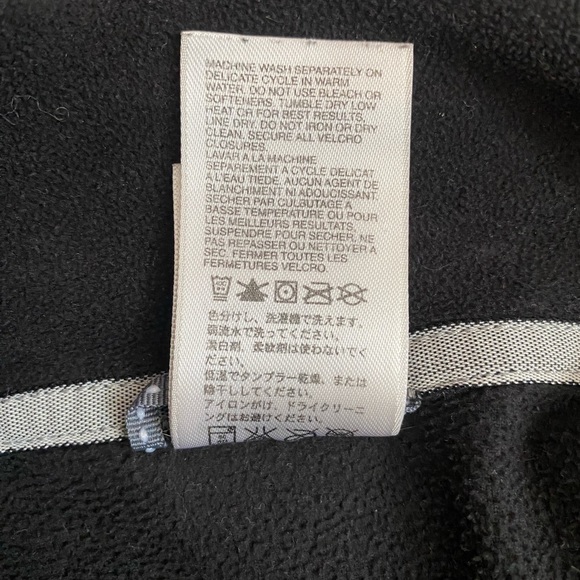 MACHINE WASH SEPARATELY ON
DELICATE CYCLE IN WARM
WATER. DO NOT USE BLEACH OR
SOFTENERS. TUMBLE DRY LOW
HEAT OR FOR BEST RESULTS,
LINE DRY. DO NOT IRON OR DRY
CLEAN. SECURE ALL VELCRO
CLOSURES.
LAVAR A LA MACHINE
SEPAREMENT A CYCLE DELICAT
A L'EAU TIEDE. AUCUN AGENT DE
BLANCHIMENT NI ADOUCISSANT.
SECHER PAR CULBUTAGE A
BASSE TEMPERATURE OU POUR
LES MEILLEURS RESULTATS,
SUSPENDRE POUR SECHER. NE
PAS REPASSER OU NETTOYER A
SEC. FERMER TOUTES LES
FERMETURES VELCRO.
色分けし、洗濯機で洗えます。
弱流水で洗ってください。
漂白剤、柔軟剤は使わないでく
ださい。
低温でタンブラー乾燥、または
陰干ししてください。
アイロンがけ、ドライクリーニ
ングはお避けください。